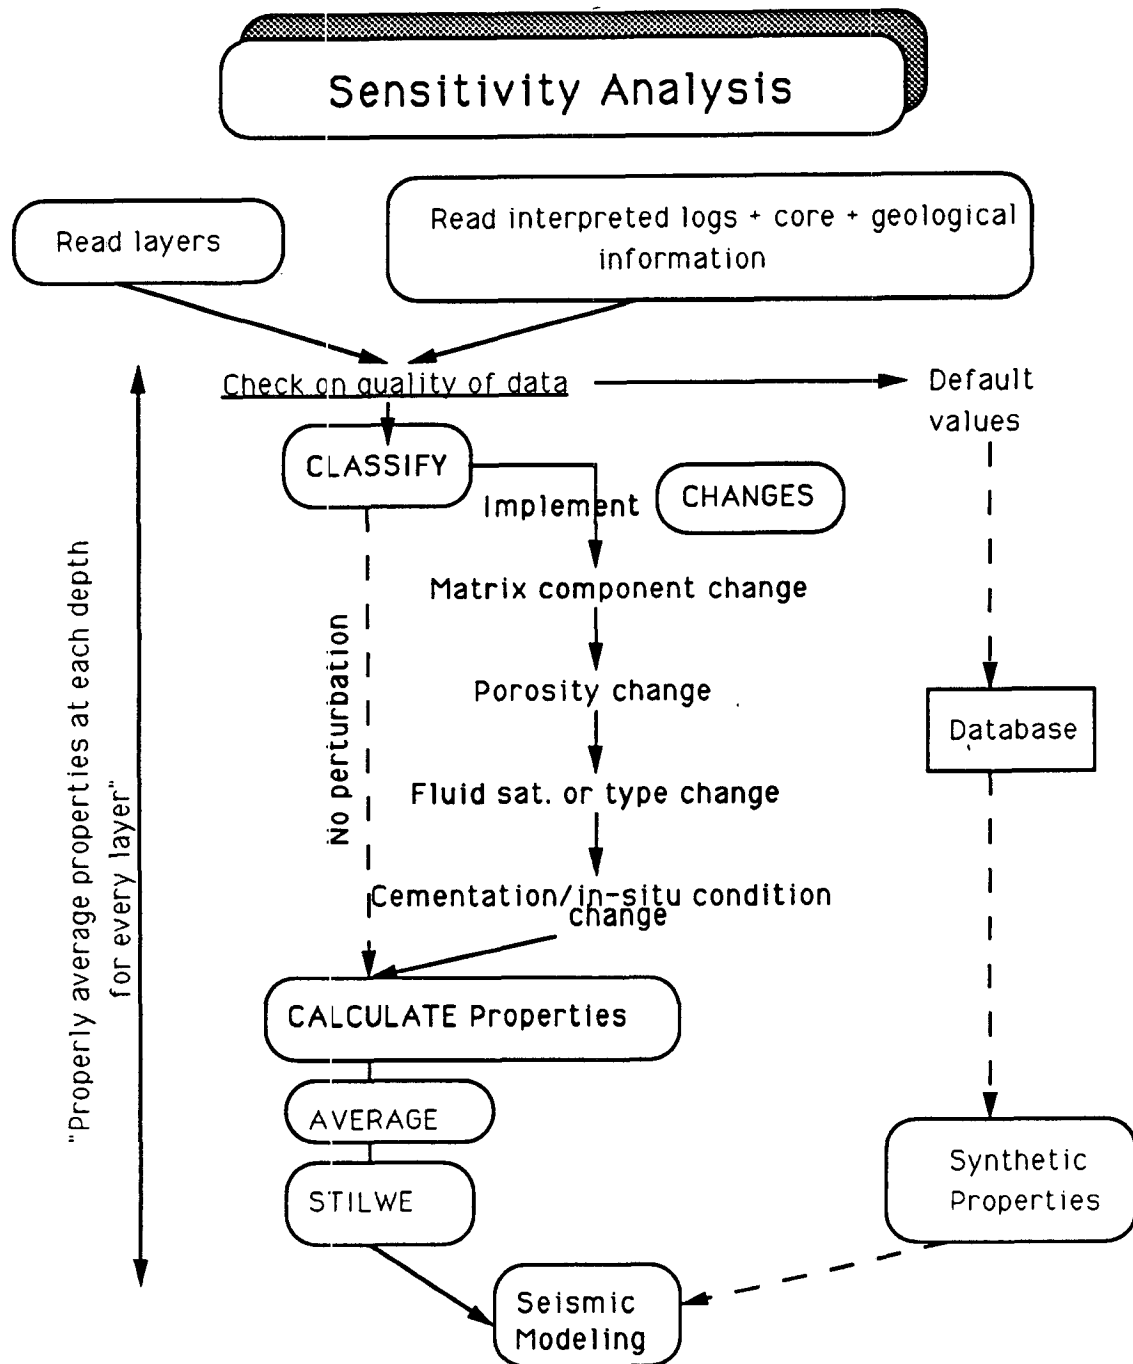 Sensitivity Analysis
Read layers
Read interpreted logs + core + geological
information
Check on quality of data
Default
values
CLASSIFY
Implement
CHANGES
Matrix component change
No perturbation
Porosity change
Database
Fluid sat. or type change
"Properly average properties at each depth
for every layer"
Cementation/in-situ condition
change
CALCULATE Properties
AVERAGE
STILWE
Synthetic
Properties
Seismic
Modeling